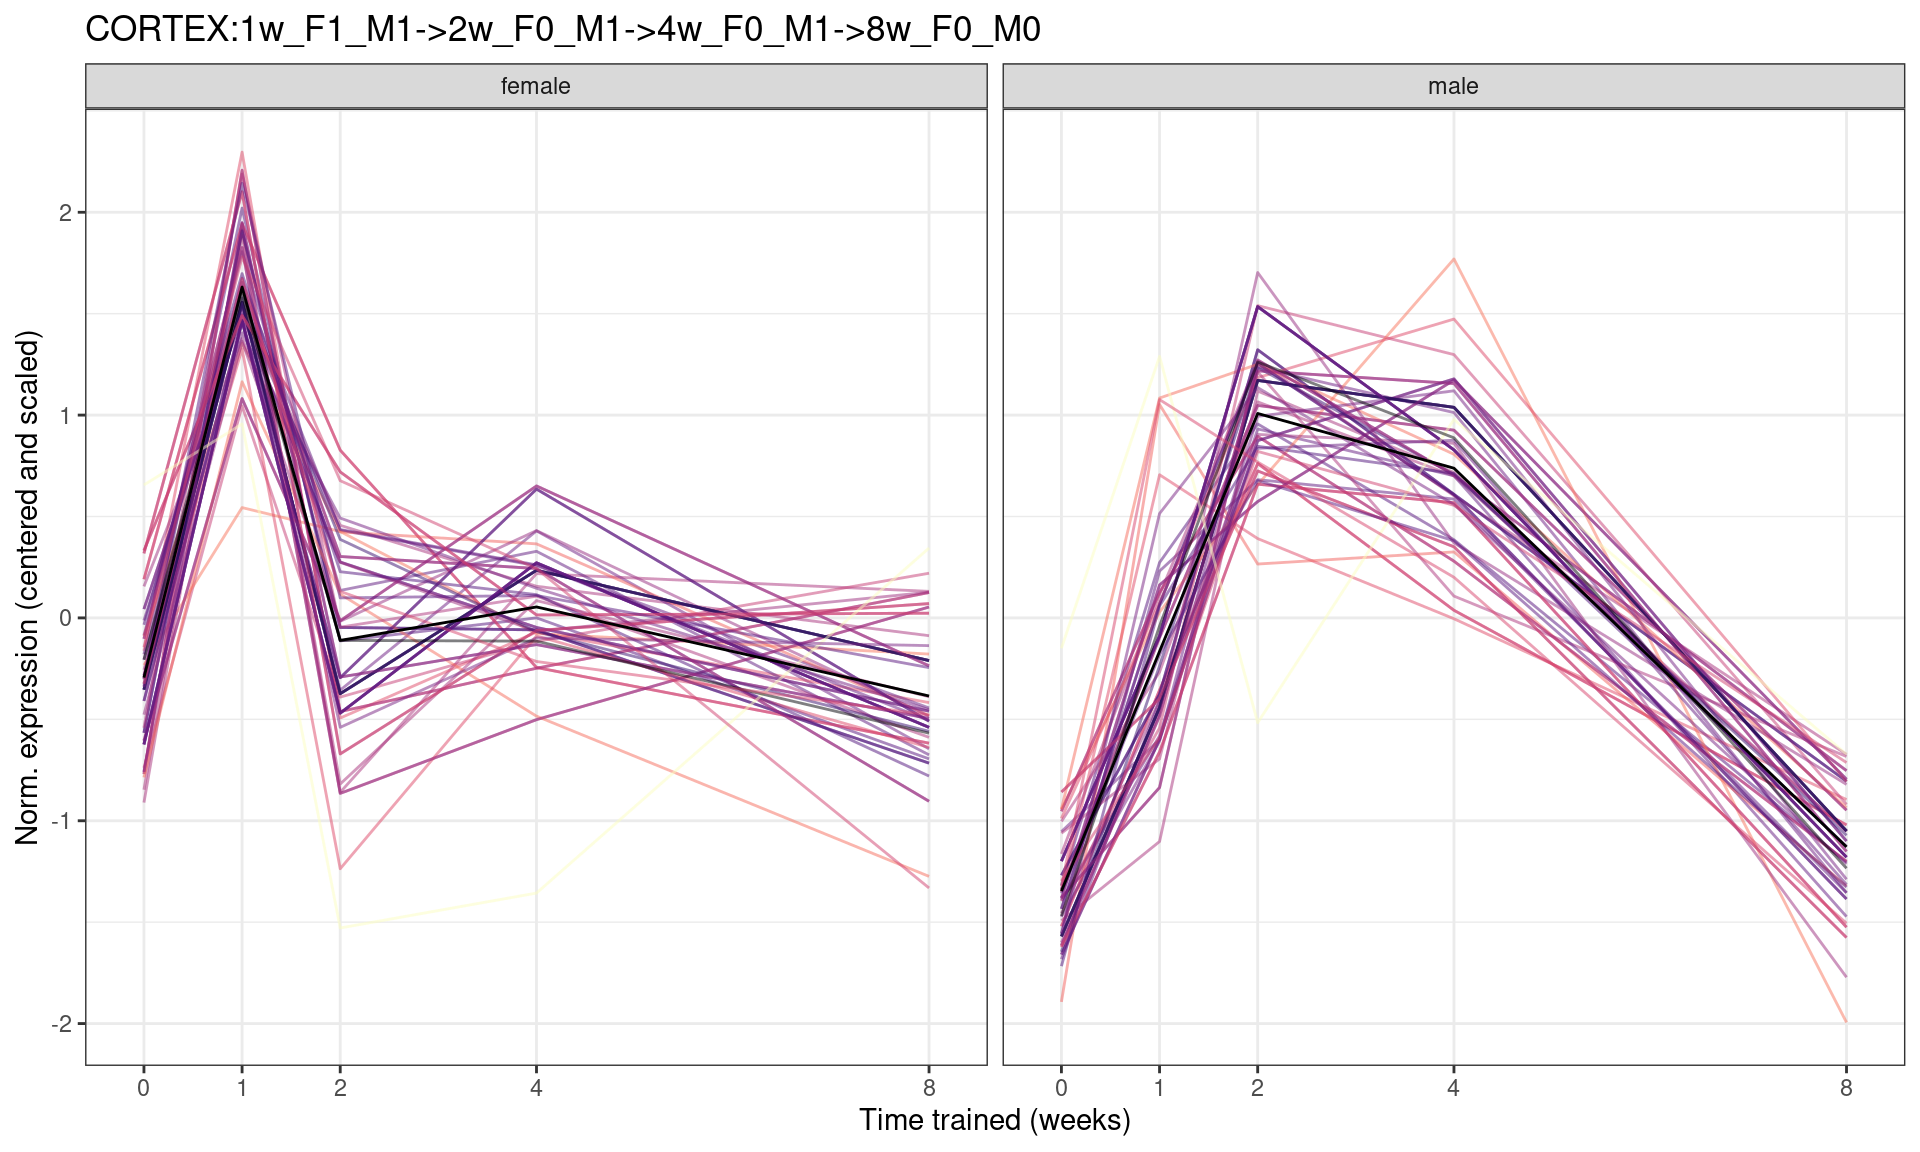 CORTEX:1w_F1_M1->2w_F0_M1->4w_F0_M1->8w_F0_M0
female
male
Norm. expression (centered and scaled)
2
1
0
-1
-2
0 1 2 4 8
0 1 2 4 8
Time trained (weeks)